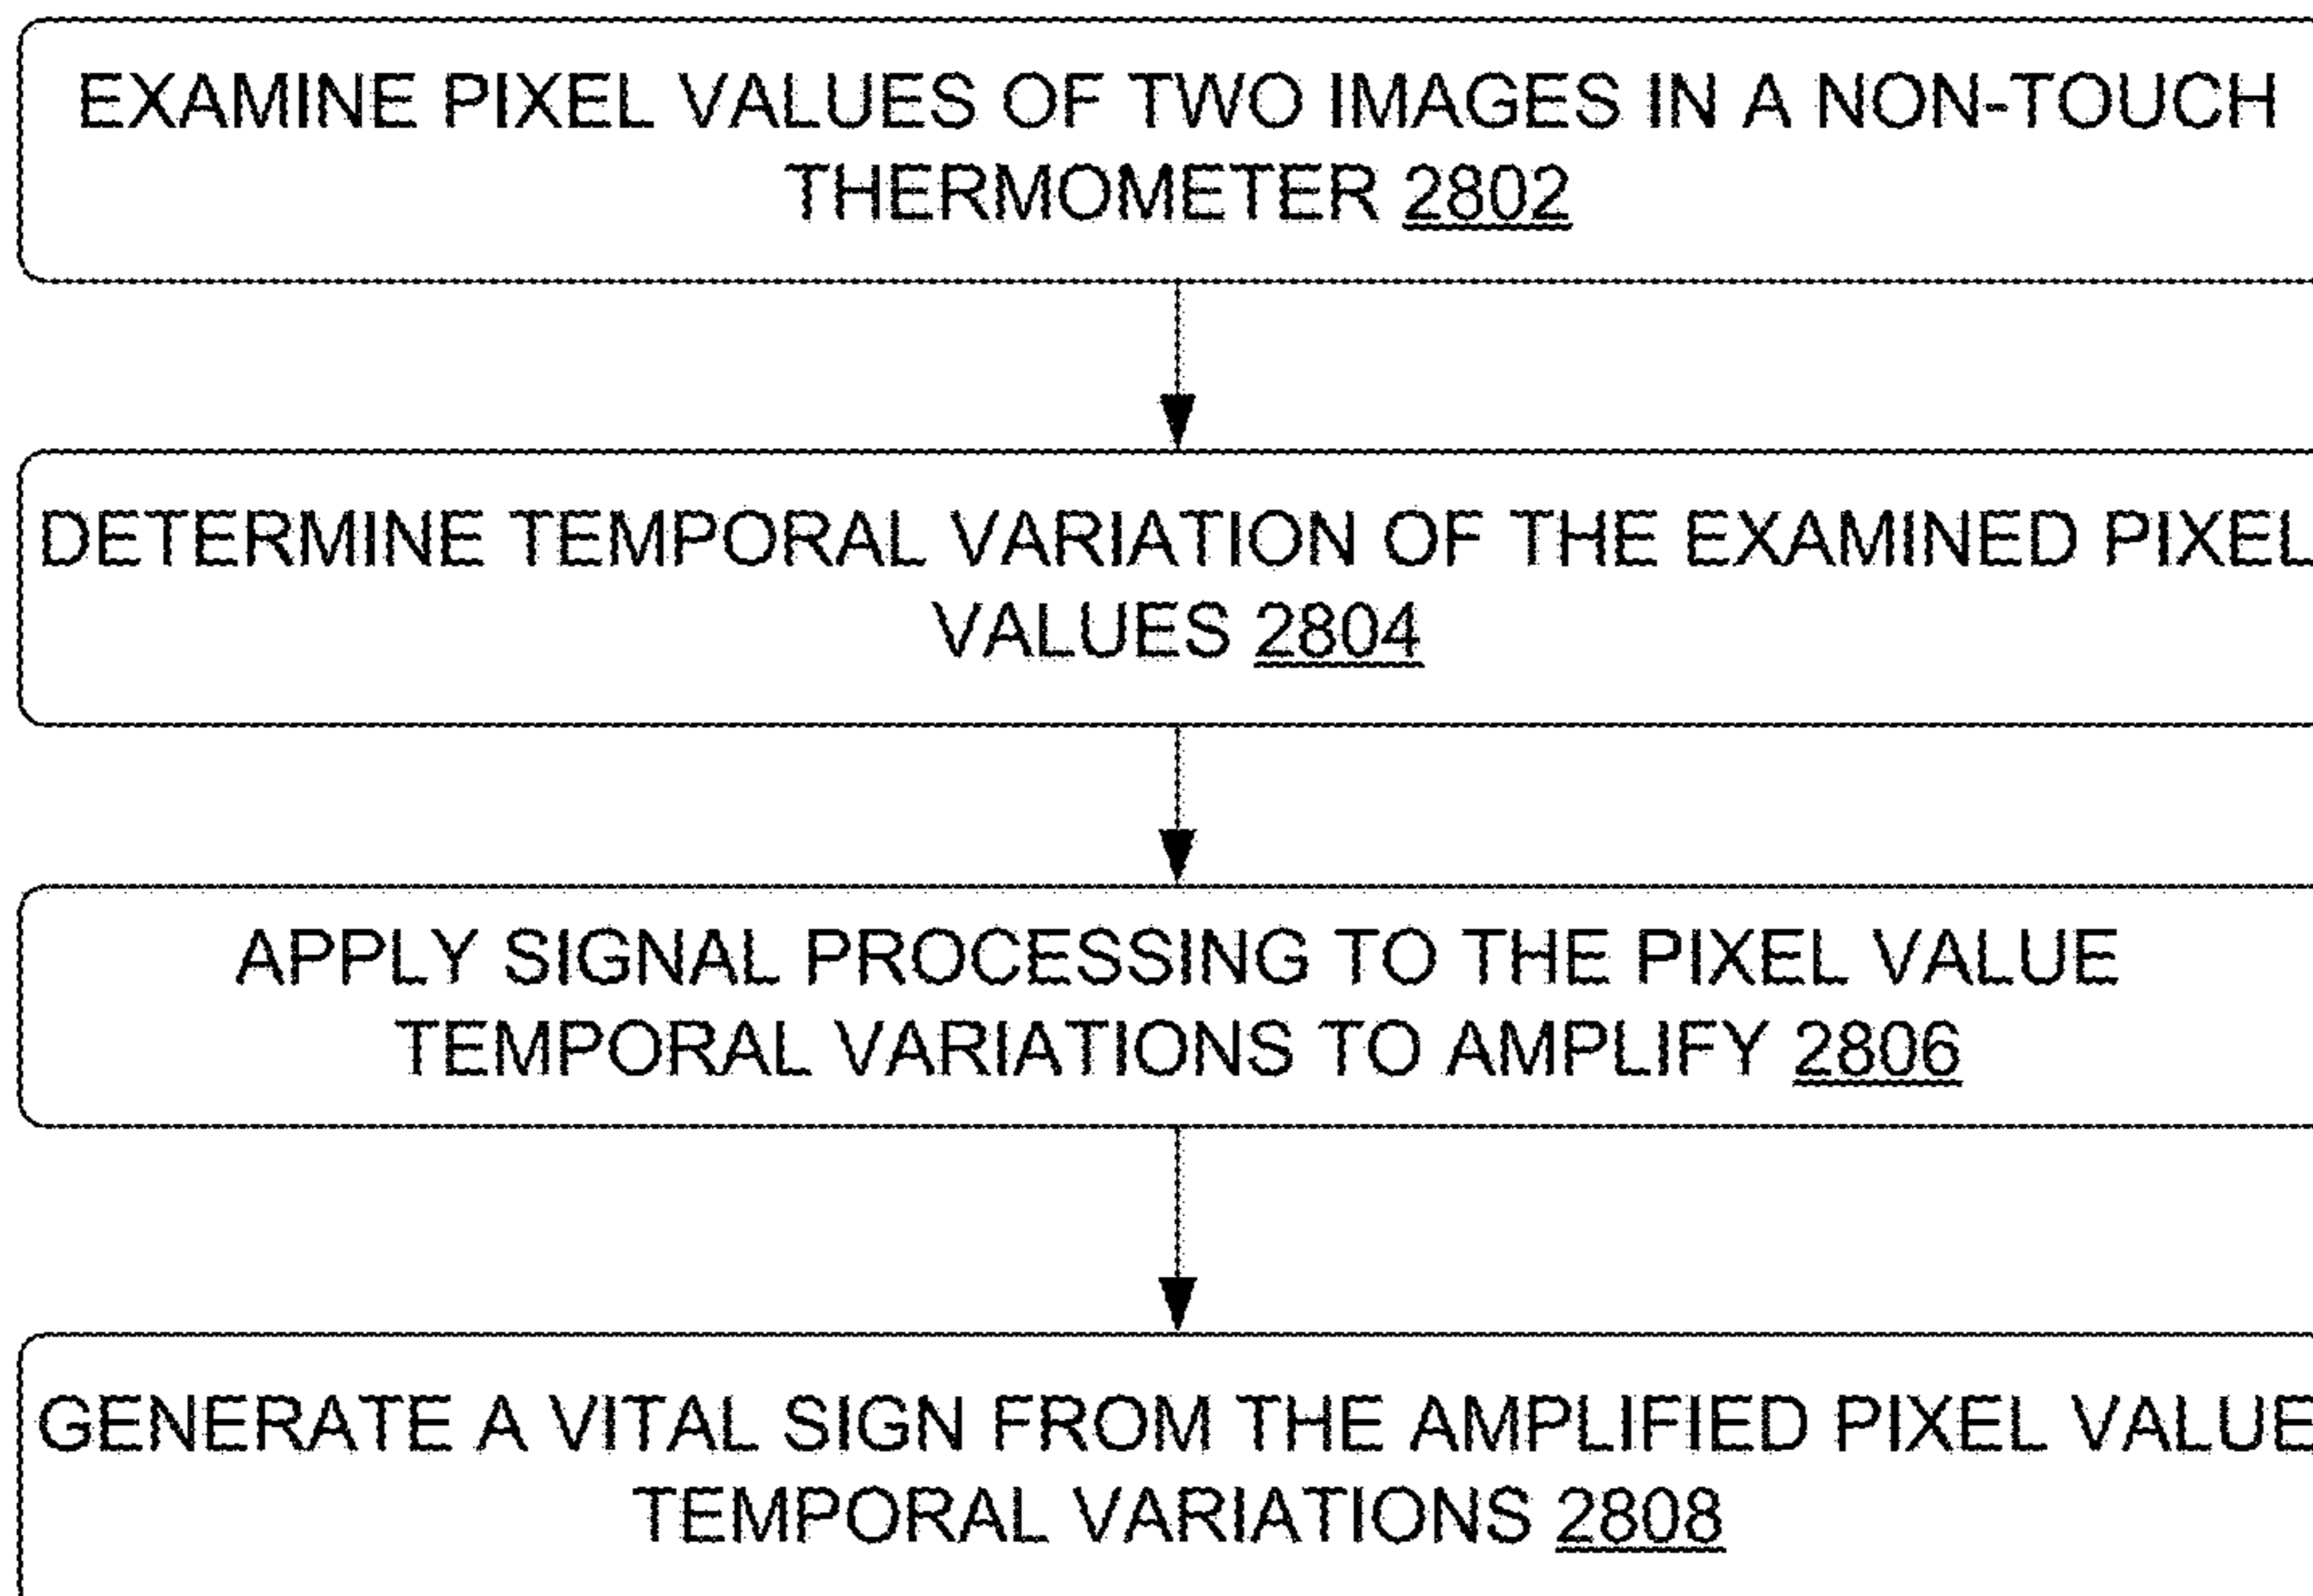 EXAMINE PIXEL VALUES OF TWO IMAGES IN A NON-TOUCH
THERMOMETER 2802
DETERMINE TEMPORAL VARIATION OF THE EXAMINED PIXEL
VALUES 2804
APPLY SIGNAL PROCESSING TO THE PIXEL VALUE
TEMPORAL VARIATIONS TO AMPLIFY 2806
GENERATE A VITAL SIGN FROM THE AMPLIFIED PIXEL VALUE
TEMPORAL VARIATIONS 2808